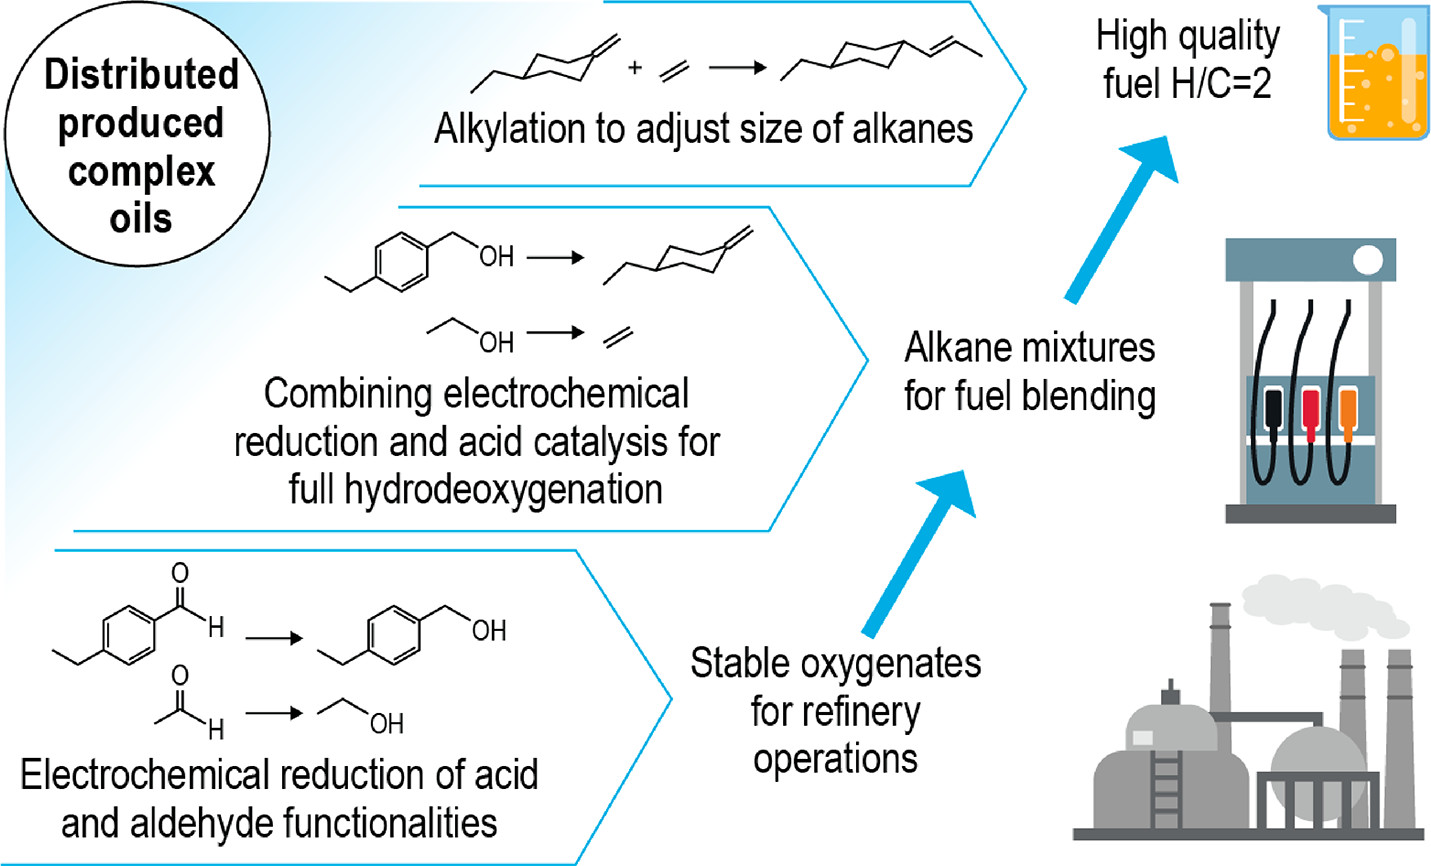 Distributed
produced
complex
oils
+
Alkylation to adjust size of alkanes
High quality
fuel H/C=2
OH
OH
Combining electrochemical
reduction and acid catalysis for
full hydrodeoxygenation
Alkane mixtures
for fuel blending
O
H
OH
O
H
OH
Electrochemical reduction of acid
and aldehyde functionalities
Stable oxygenates
for refinery
operations